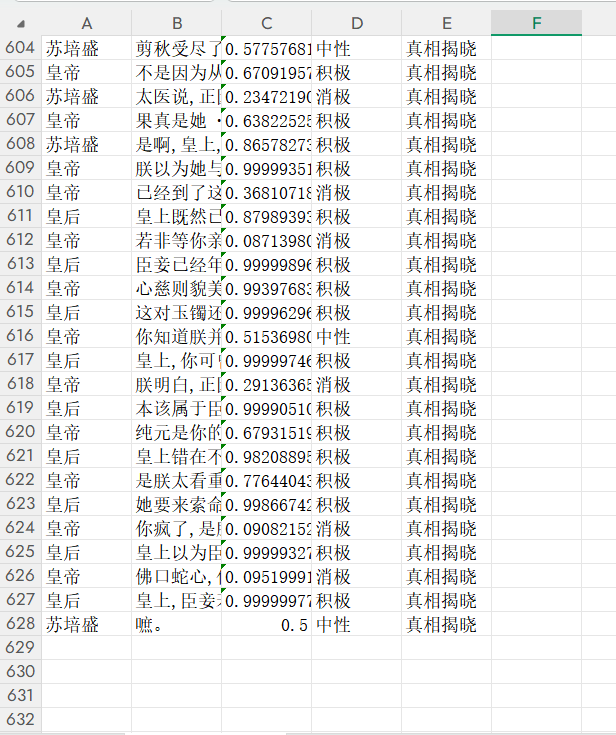 A B C D E F
604 苏培盛 剪秋受尽了 0.57757681 中性 真相揭晓
605 皇帝 不是因为从 0.67091957 积极 真相揭晓
606 苏培盛 太医说,正 0.23472190 消极 真相揭晓
607 皇帝 果真是她 · 0.63822525 积极 真相揭晓
608 苏培盛 是啊,皇上, 0.86578273 积极 真相揭晓
609 皇帝 朕以为她与 0.99999351 积极 真相揭晓
610 皇帝 已经到了这 0.36810718 消极 真相揭晓
611 皇后 皇上既然已 0.87989393 积极 真相揭晓
612 皇帝 若非等你亲 0.08713980 消极 真相揭晓
613 皇后 臣妾已经年 0.99999896 积极 真相揭晓
614 皇帝 心慈则貌美 0.99397683 积极 真相揭晓
615 皇后 这对玉镯还 0.99996296 积极 真相揭晓
616 皇帝 你知道朕并 0.51536980 中性 真相揭晓
617 皇后 皇上,你可 0.99999746 积极 真相揭晓
618 皇帝 朕明白,正 0.29136365 消极 真相揭晓
619 皇后 本该属于臣 0.99990510 积极 真相揭晓
620 皇帝 纯元是你的 0.67931519 积极 真相揭晓
621 皇后 皇上错在不 0.98208895 积极 真相揭晓
622 皇帝 是朕太看重 0.77644043 积极 真相揭晓
623 皇后 她要来索命 0.99866742 积极 真相揭晓
624 皇帝 你疯了,是 0.09082152 消极 真相揭晓
625 皇后 皇上以为臣 0.99999327 积极 真相揭晓
626 皇帝 佛口蛇心, 0.09519991 消极 真相揭晓
627 皇后 皇上,臣妾 0.99999977 积极 真相揭晓
628 苏培盛 嗻。 0.5 中性 真相揭晓
629
630
631
632